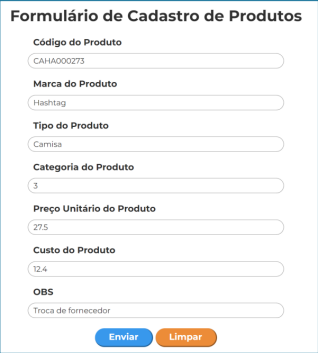 Formulário de Cadastro de Produtos
Código do Produto
CAHA000273
Marca do Produto
Hashtag
Tipo do Produto
Camisa
Categoria do Produto
3
Preço Unitário do Produto
27.5
Custo do Produto
12.4
OBS
Troca de fornecedor
Enviar Limpar